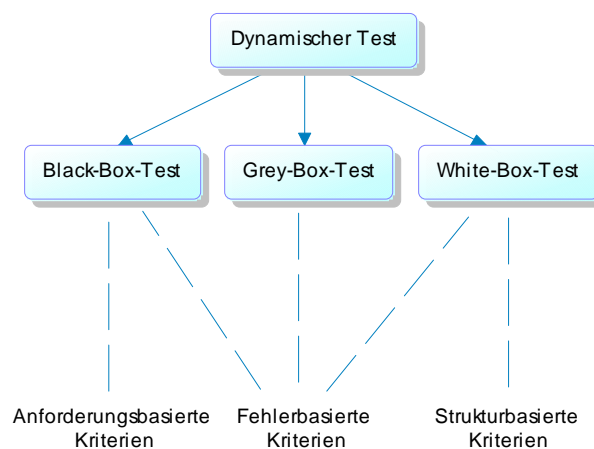 Dynamischer Test
Black-Box-Test
Grey-Box-Test
White-Box-Test
Anforderungsbasierte
Kriterien
Fehlerbasierte
Kriterien
Strukturbasierte
Kriterien